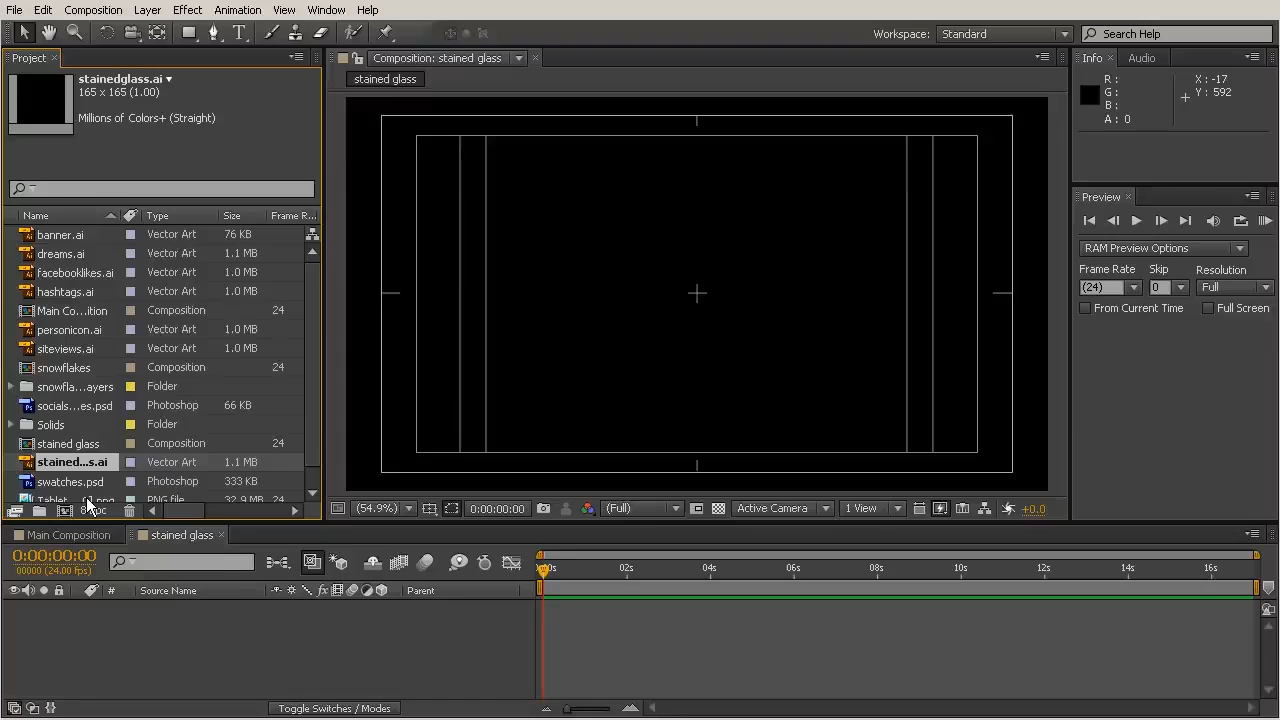 File Edit Composition Layer Effect Animation View Window Help
Workspace: Standard Search Help
Project
stainedglass.ai
165 x 165 (1.00)
Millions of Colors+ (Straight)
Name Type Size Frame R...
banner.ai Vector Art 76 KB
dreams.ai Vector Art 1.1 MB
facebooklikes.ai Vector Art 1.0 MB
hashtags.ai Vector Art 1.0 MB
Main Co...ition Composition 24
personicon.ai Vector Art 1.0 MB
siteviews.ai Vector Art 1.0 MB
snowflakes Composition 24
snowfla...ayers Folder
socials...es.psd Photoshop 66 KB
Solids Folder
stained glass Composition 24
stained...s.ai Vector Art 1.1 MB
swatches.psd Photoshop 333 KB
PNG file 32.9 MB 24
Composition: stained glass
stained glass
(54.9%) 0:00:00:00 (Full) Active Camera 1 View +0.0
Info Audio
R : X : -17
G : Y : 592
B :
A : 0
Preview
RAM Preview Options
Frame Rate Skip Resolution
(24) 0 Full
From Current Time Full Screen
Main Composition stained glass
0:00:00:00
00000 (24.00 fps)
# Source Name Parent
02s 04s 06s 08s 10s 12s 14s 16s
Toggle Switches / Modes